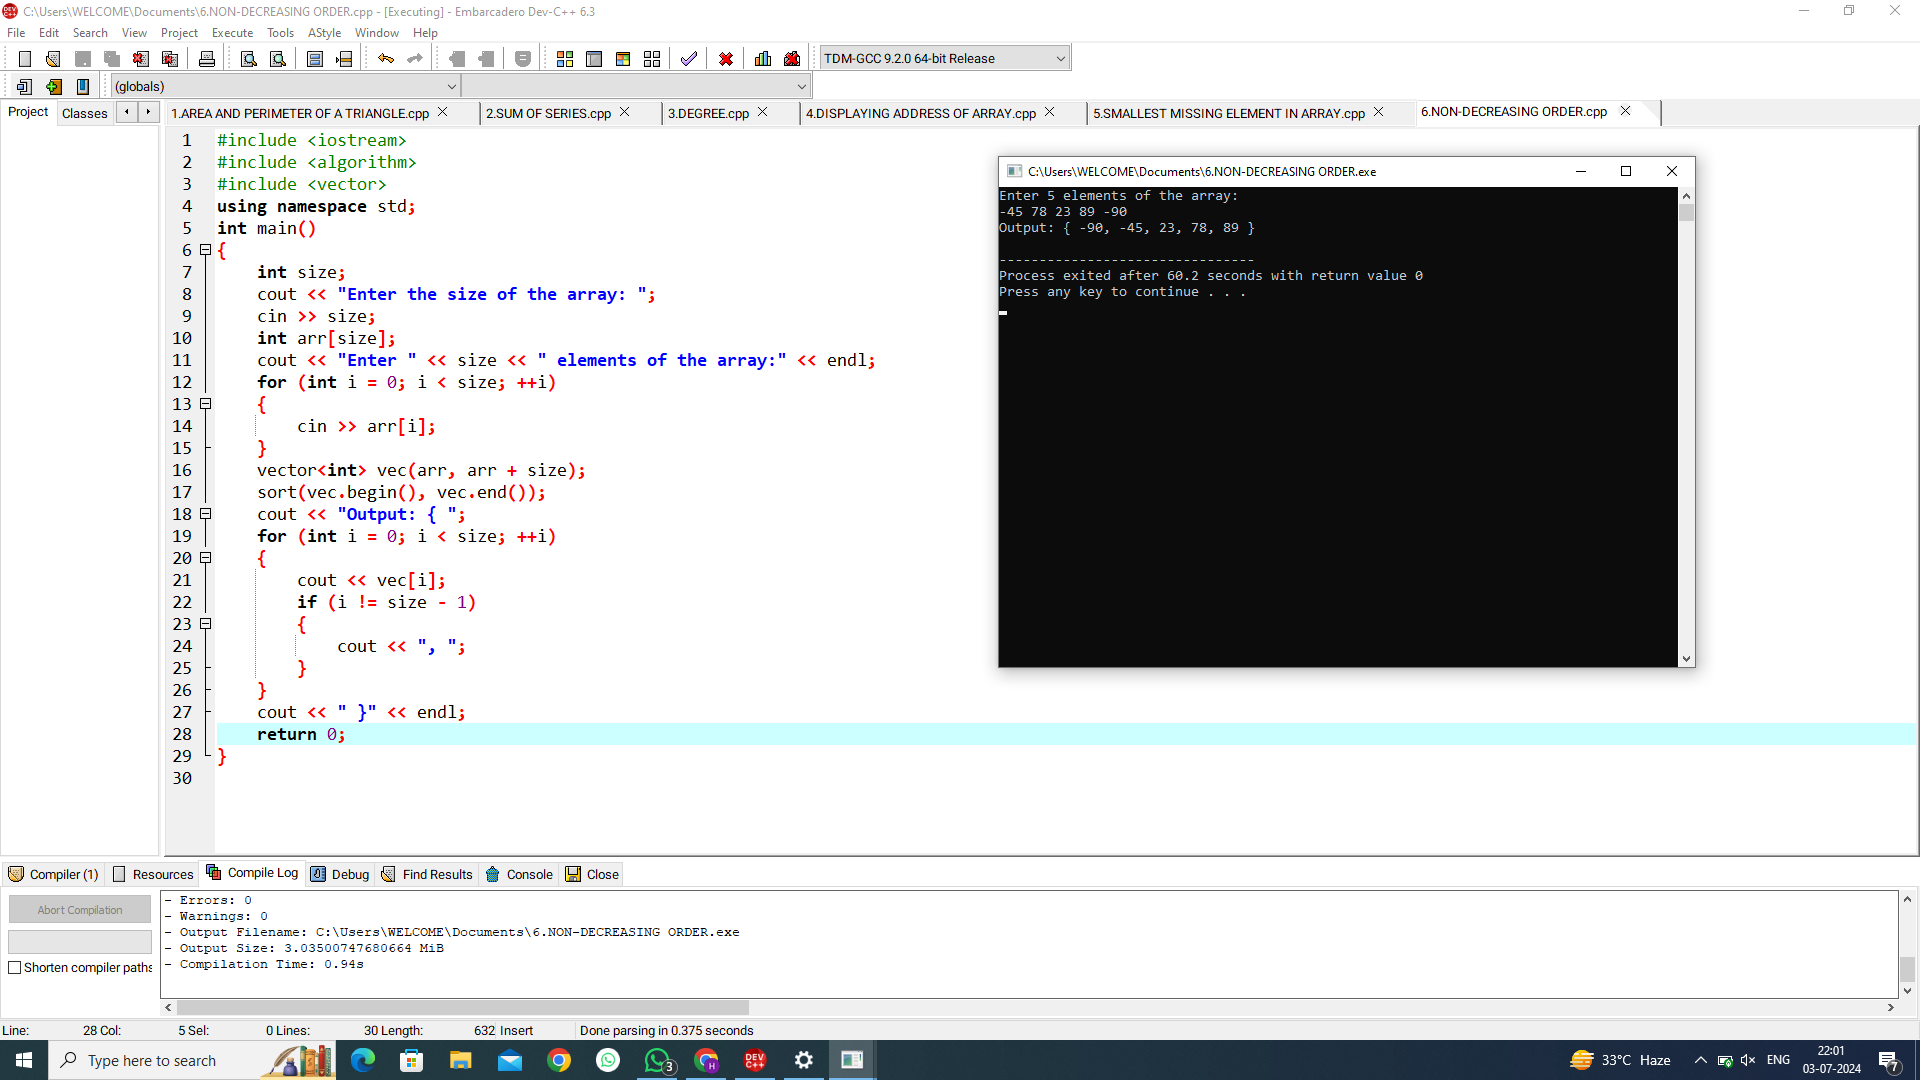 C:\Users\WELCOME\Documents\6.NON-DECREASING ORDER.cpp - [Executing] - Embarcadero Dev-C++ 6.3
File Edit Search View Project Execute Tools AStyle Window Help
TDM-GCC 9.2.0 64-bit Release
(globals)
Project Classes
1.AREA AND PERIMETER OF A TRIANGLE.cpp 2.SUM OF SERIES.cpp 3.DEGREE.cpp 4.DISPLAYING ADDRESS OF ARRAY.cpp 5.SMALLEST MISSING ELEMENT IN ARRAY.cpp 6.NON-DECREASING ORDER.cpp
1 #include <iostream>
2 #include <algorithm>
3 #include <vector>
4 using namespace std;
5 int main()
6 {
7 int size;
8 cout << "Enter the size of the array: ";
9 cin >> size;
10 int arr[size];
11 cout << "Enter " << size << " elements of the array:" << endl;
12 for (int i = 0; i < size; ++i)
13 {
14 cin >> arr[i];
15 }
16 vector<int> vec(arr, arr + size);
17 sort(vec.begin(), vec.end());
18 cout << "Output: { ";
19 for (int i = 0; i < size; ++i)
20 {
21 cout << vec[i];
22 if (i != size - 1)
23 {
24 cout << ", ";
25 }
26 }
27 cout << " }" << endl;
28 return 0;
29 }
30
C:\Users\WELCOME\Documents\6.NON-DECREASING ORDER.exe
Enter 5 elements of the array:
-45 78 23 89 -90
Output: { -90, -45, 23, 78, 89 }
--------------------------------
Process exited after 60.2 seconds with return value 0
Press any key to continue . . .
Compiler (1) Resources Compile Log Debug Find Results Console Close
Abort Compilation
Shorten compiler paths
- Errors: 0
- Warnings: 0
- Output Filename: C:\Users\WELCOME\Documents\6.NON-DECREASING ORDER.exe
- Output Size: 3.03500747680664 MiB
- Compilation Time: 0.94s
Line: 28 Col: 5 Sel: 0 Lines: 30 Length: 632 Insert Done parsing in 0.375 seconds
Type here to search
3
H
DEV C++
33°C Haze
ENG
22:01
03-07-2024
7